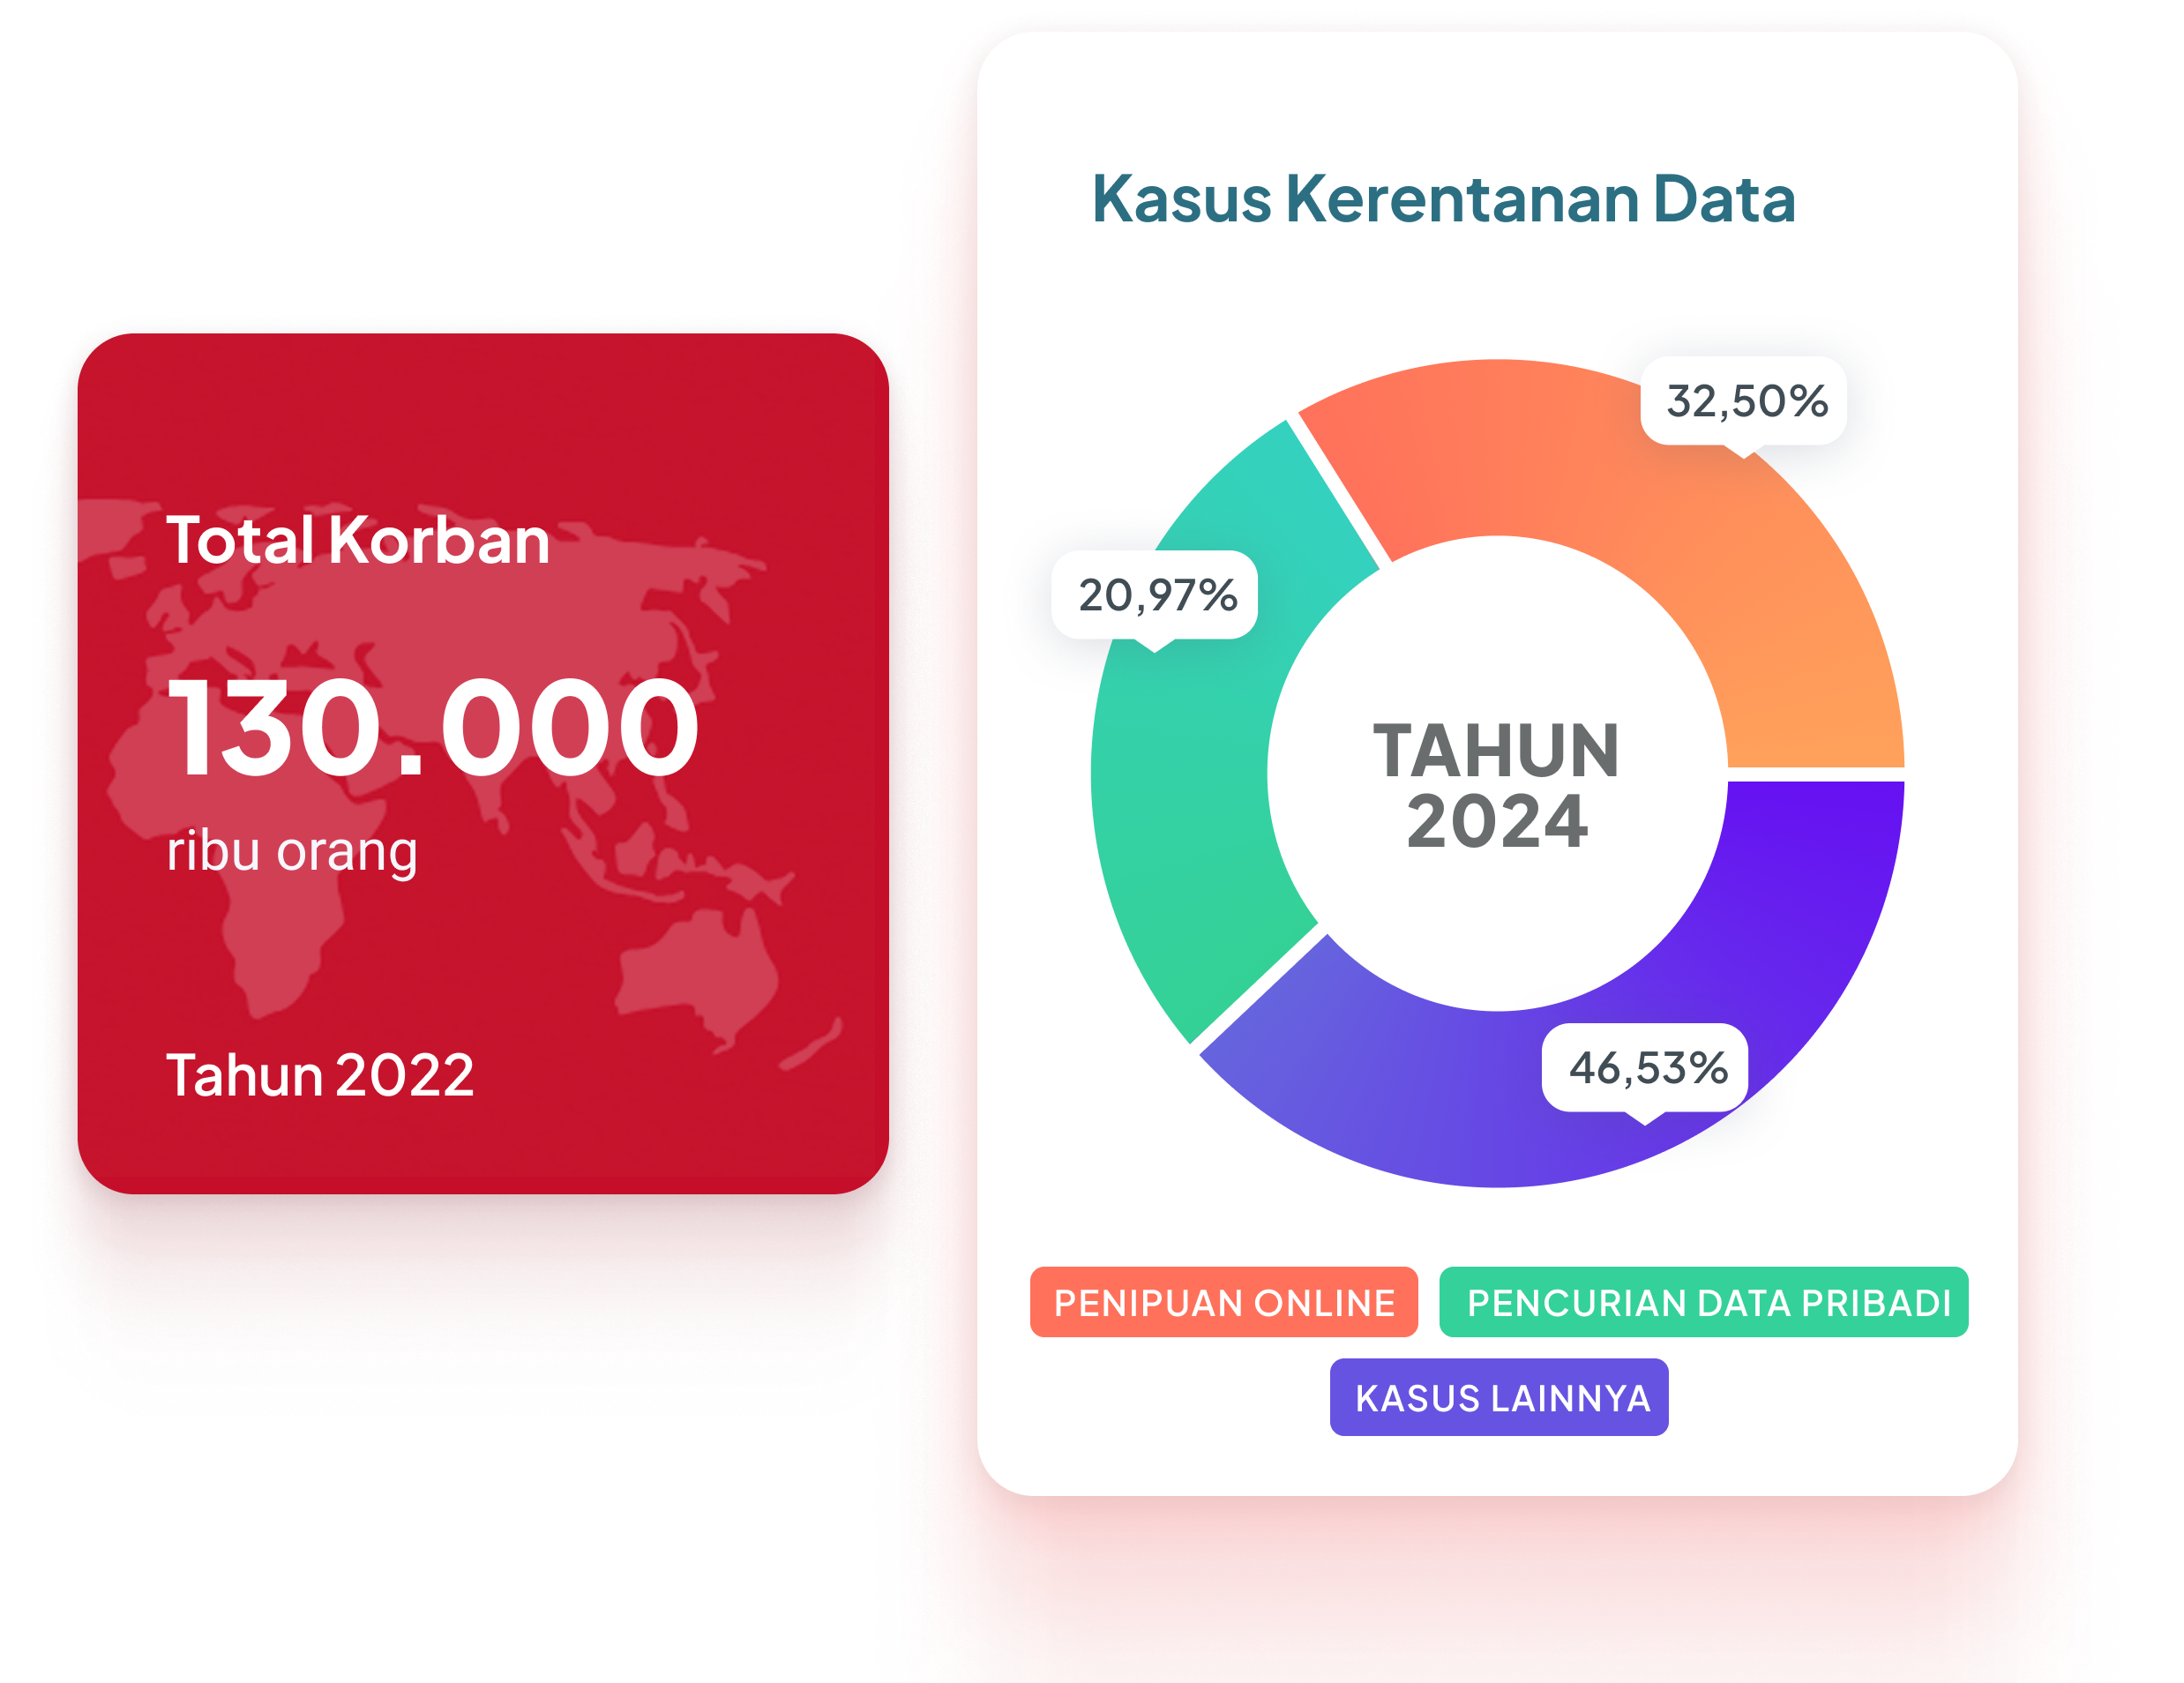 Total Korban
130.000
ribu orang
Tahun 2022
Kasus Kerentanan Data
32,50%
20,97%
TAHUN
2024
46,53%
PENIPUAN ONLINE
PENCURIAN DATA PRIBADI
KASUS LAINNYA